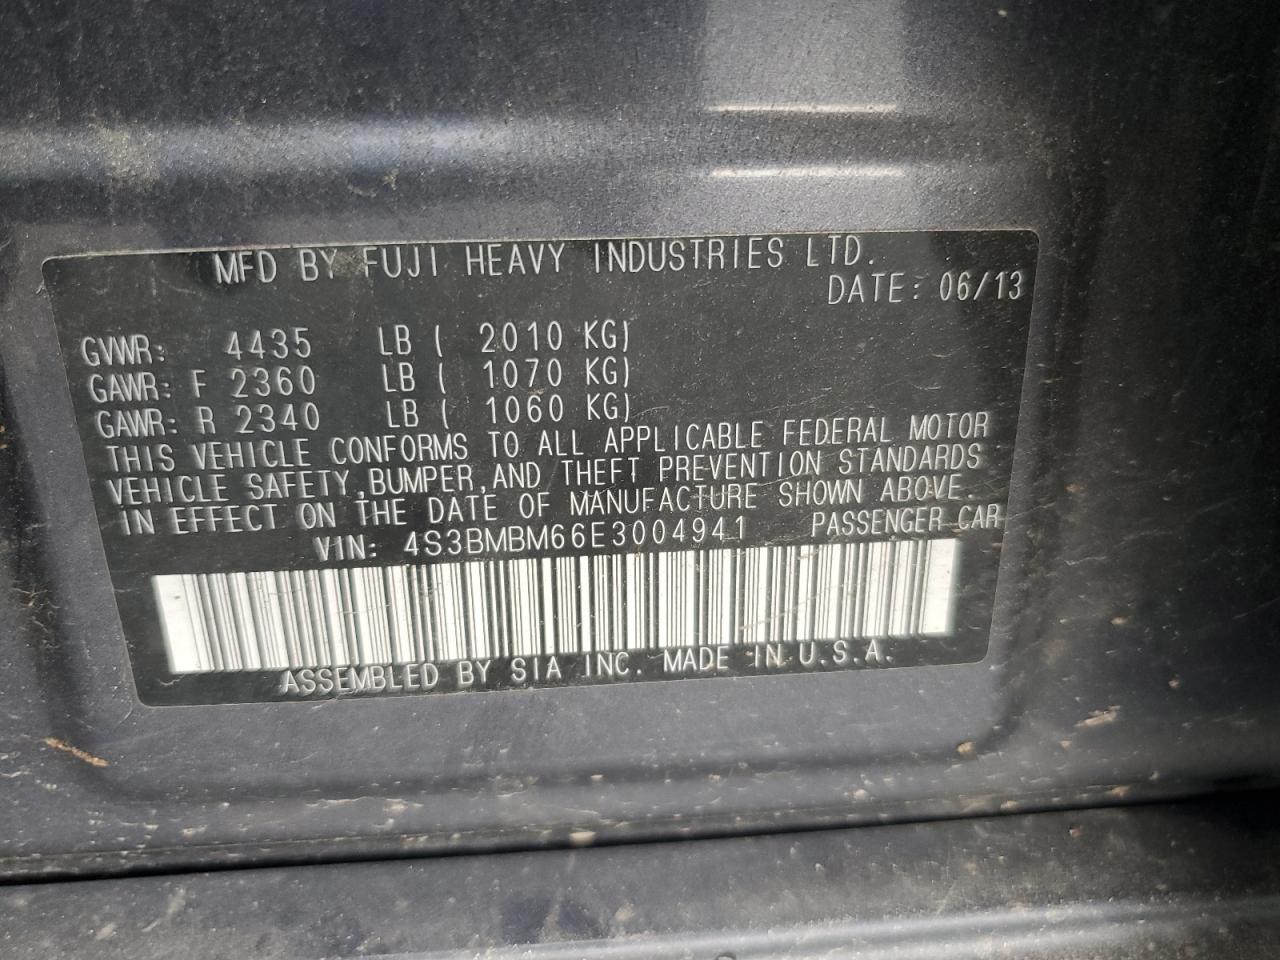 MFD BY FUJI HEAVY INDUSTRIES LTD.
DATE: 06/13
GVWR: 4435 LB ( 2010 KG)
GAWR: F 2360 LB ( 1070 KG)
GAWR: R 2340 LB ( 1060 KG)
THIS VEHICLE CONFORMS TO ALL APPLICABLE FEDERAL MOTOR
VEHICLE SAFETY,BUMPER,AND THEFT PREVENTION STANDARDS
IN EFFECT ON THE DATE OF MANUFACTURE SHOWN ABOVE.
VIN: 4S3BMBM66E3004941 PASSENGER CAR
ASSEMBLED BY SIA INC. MADE IN U.S.A.